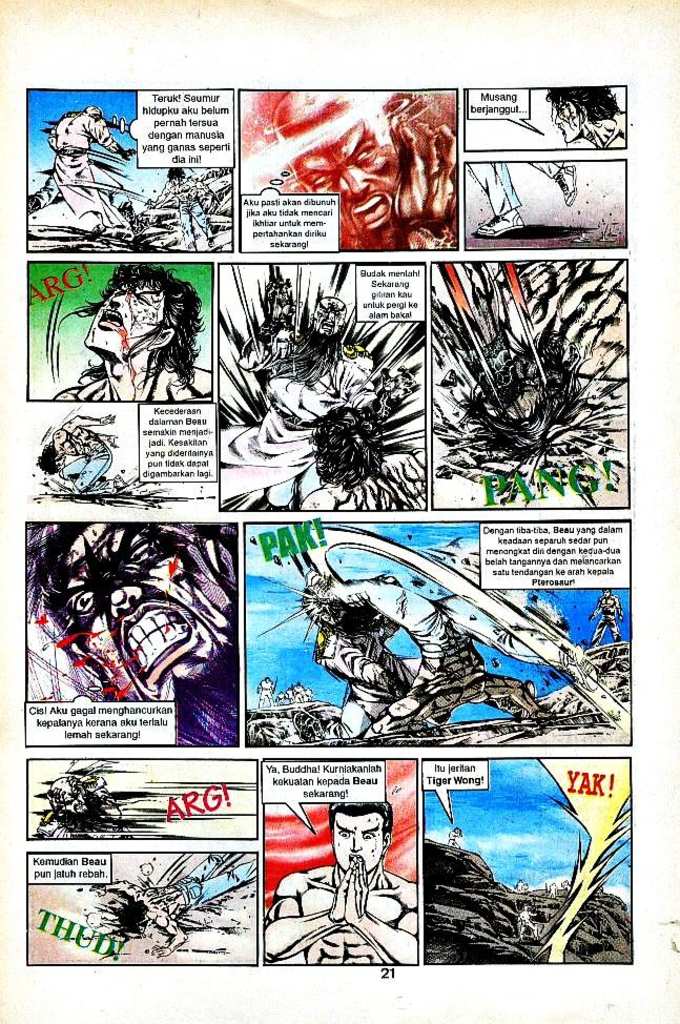 Teruk! Seumur
hidupku aku belum
pernah tersua
dengan manusia
yang ganas seperti
dia ini!
Aku pasti dibunuh
jika aku tidak mencari
ikhtiar untuk mem-
pertahankan diriku
sekarang!
Musang
berjanggut...
ARG!
Kecederaan
dalaman Beau
semakin menjadi-
jadi. Kesakitan
yang dideritainya
pun tidak dapat
digambarkan lagi.
Budak mentah!
Sekarang
giliran kau
untuk pergi ke
alam baka!
PANG!
Cis! Aku gagal menghancurkan
kepalanya kerana aku terlalu
lemah sekarang!
PAK!
Dengan tiba-tiba, Beau yang dalam
keadaan separuh sedar pun
menongkat diri dengan kedua-dua
belah tangannya dan melancarkan
satu tendangan ke arah kepala
Pterosaur!
ARG!
Kemudian Beau
pun jatuh rebah.
THUD!
Ya, Buddha! Kurniakanlah
kekuatan kepada Beau
sekarang!
Itu jeritan
Tiger Wong!
YAK!
21